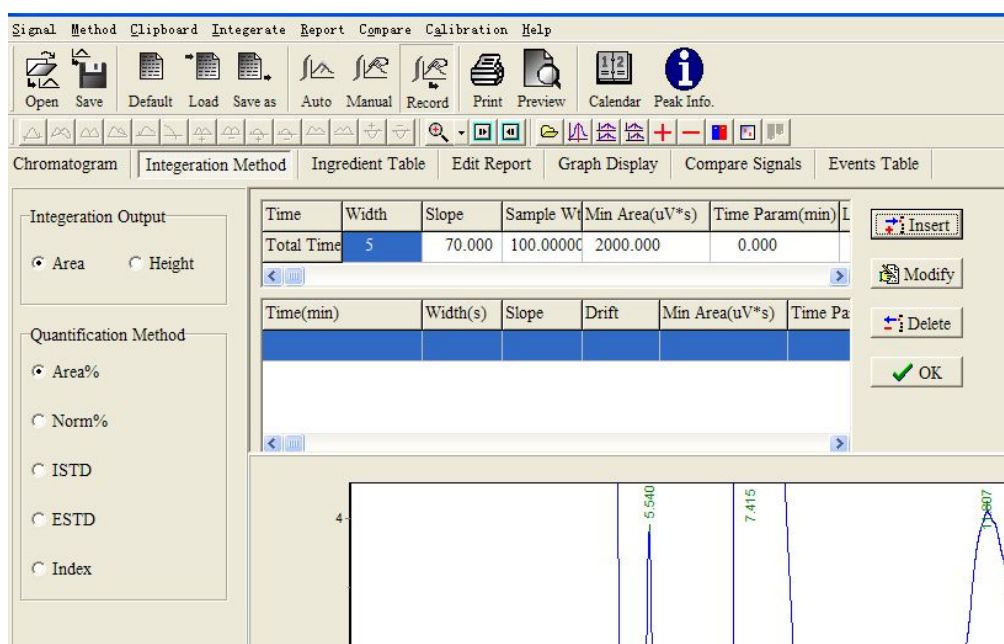 Signal Method Clipboard Integerate Report Compare Calibration Help
Open Save Default Load Save as Auto Manual Record Print Preview Calendar Peak Info.
Chromatogram Integeration Method Ingredient Table Edit Report Graph Display Compare Signals Events Table
Integeration Output
Area Height
Quantification Method
Area%
Norm%
ISTD
ESTD
Index
Time Width Slope Sample Wt Min Area(uV*s) Time Param(min) L
Total Time 5 70.000 100.00000 2000.000 0.000
Time(min) Width(s) Slope Drift Min Area(uV*s) Time Pa
Insert
Modify
Delete
OK
4
5.540
7.415
11.807